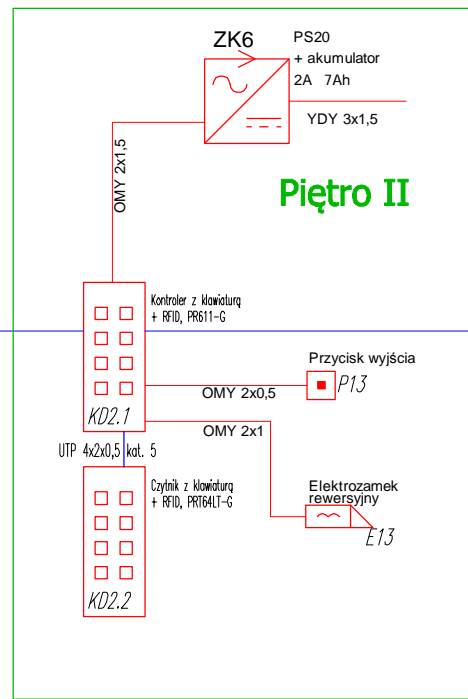 ZK6
PS20
+ akumulator
2A 7Ah
YDY 3x1,5
OMY 2x1,5
Piętro II
Kontroler z klawiaturą
+ RFID, PR611-G
Przycisk wyjścia
P13
OMY 2x0,5
KD2.1
OMY 2x1
UTP 4x2x0,5 kat. 5
Czytnik z klawiaturą
+ RFID, PRT64LT-G
Elektrozamek
rewersyjny
E13
KD2.2